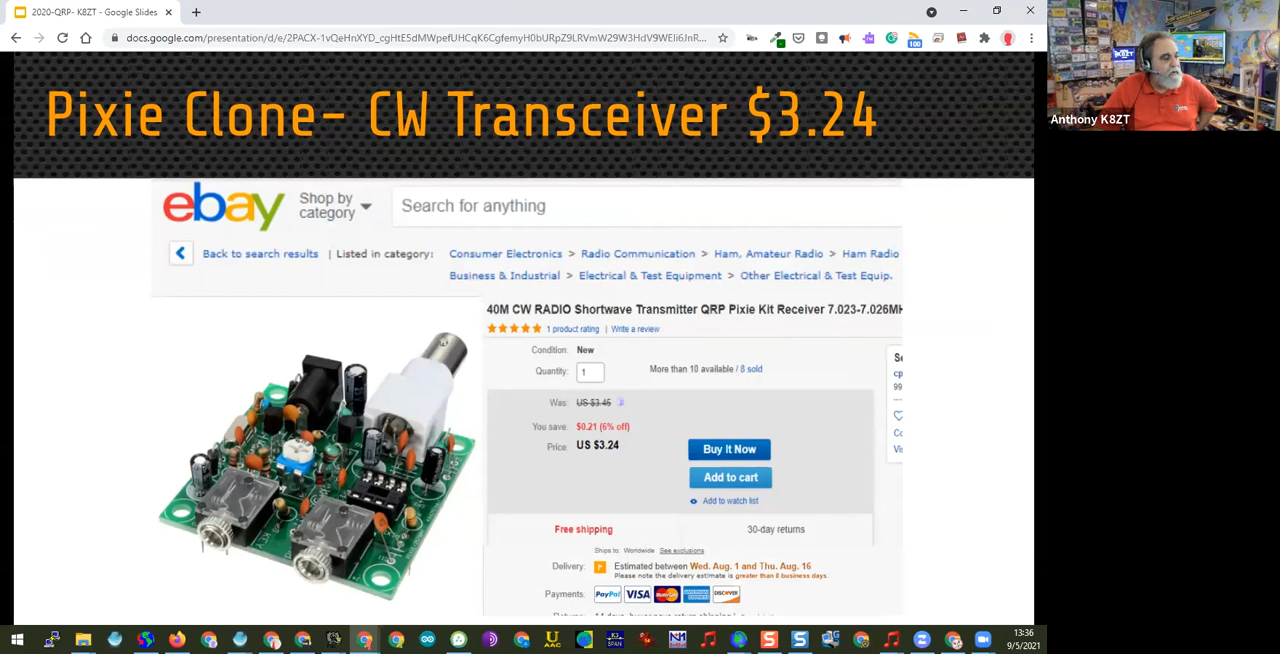 2020-QRP- K8ZT - Google Slides
docs.google.com/presentation/d/e/2PACX-1vQeHnXYD_cgHtE5dMWpefUHCqK6CgfemyH0bURpZ9LRVmW29W3HdV9WEli6JnR...
100
Pixie Clone- CW Transceiver $3.24
Anthony K8ZT
ebay
Shop by category
Search for anything
Back to search results | Listed in category:
Consumer Electronics > Radio Communication > Ham, Amateur Radio > Ham Radio
Business & Industrial > Electrical & Test Equipment > Other Electrical & Test Equip.
40M CW RADIO Shortwave Transmitter QRP Pixie Kit Receiver 7.023-7.026M
1 product rating | Write a review
Condition: New
Quantity: 1
More than 10 available / 8 sold
Was: US $3.45
You save: $0.21 (6% off)
Price: US $3.24
Buy It Now
Add to cart
Add to watch list
Free shipping
30-day returns
Ships to: Worldwide See exclusions
Delivery: Estimated between Wed. Aug. 1 and Thu. Aug. 16
Please note the delivery estimate is greater than 8 business days.
Payments: PayPal VISA MasterCard DISCOVER
13:36
9/5/2021